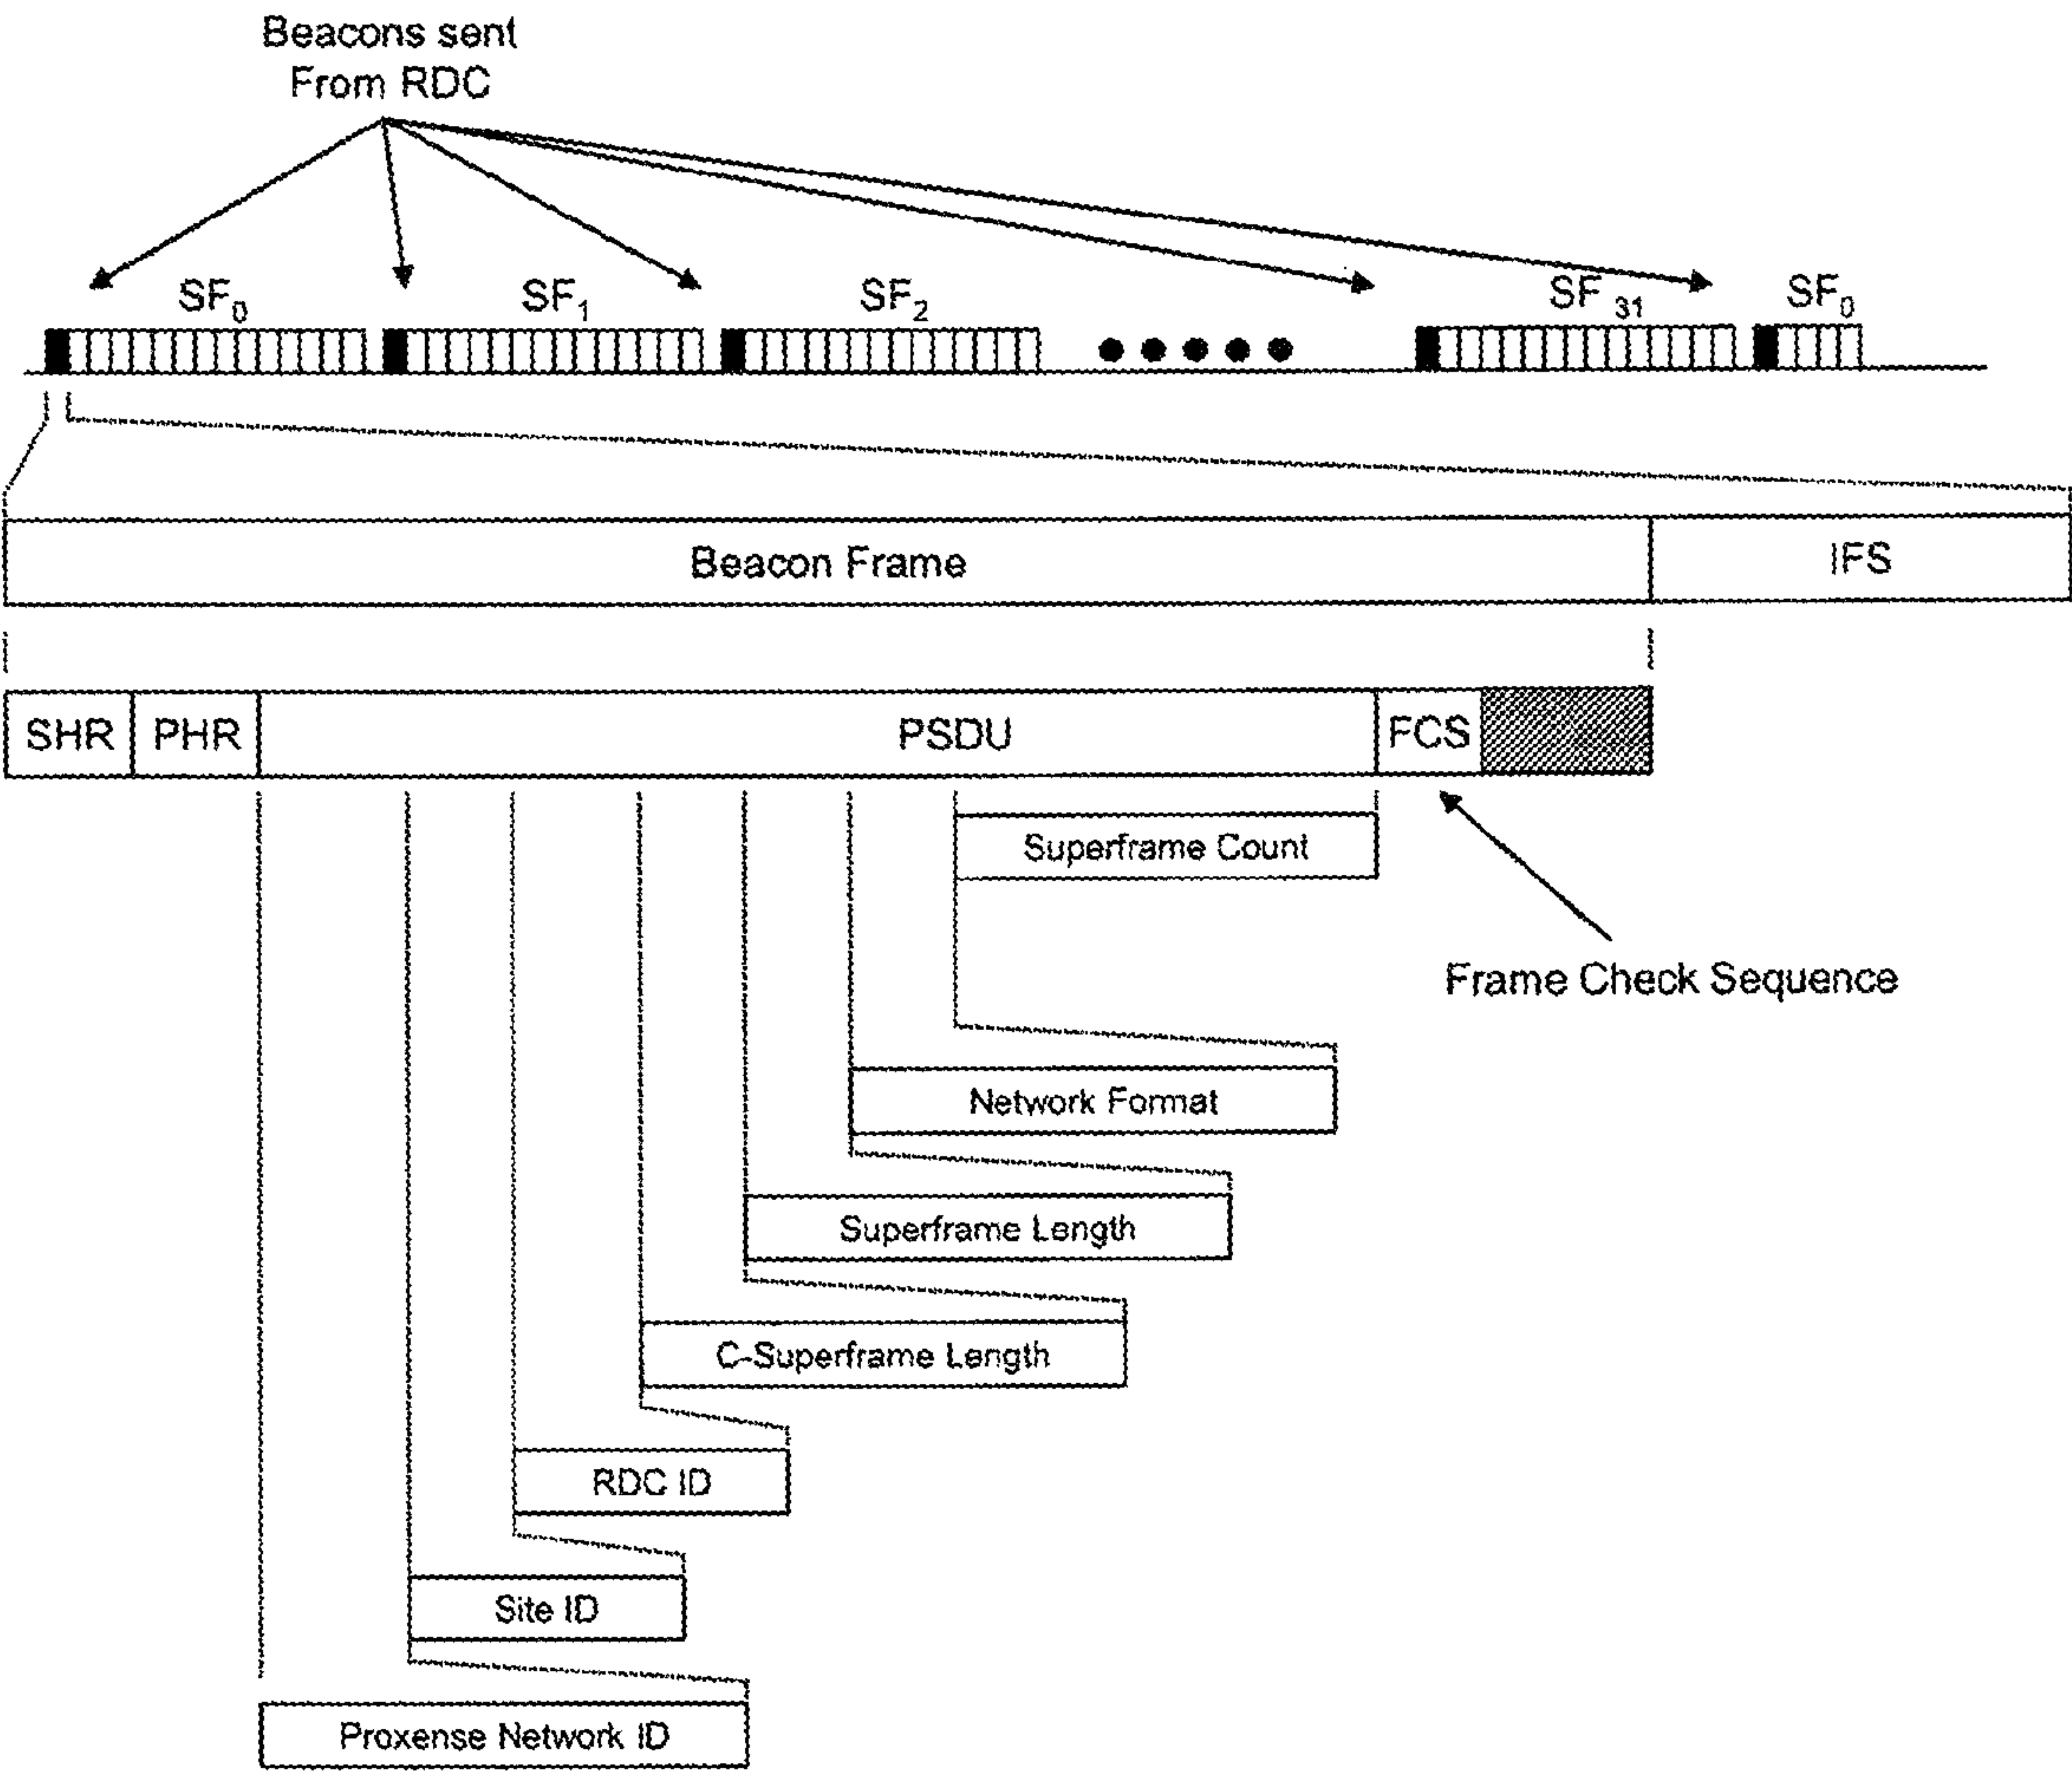 Beacons sent
From RDC
SF0 SF1 SF2 SF 31 SF0
Beacon Frame IFS
SHR PHR PSDU FCS
Superframe Count
Frame Check Sequence
Network Format
Superframe Length
C-Superframe Length
RDC ID
Site ID
Proxense Network ID